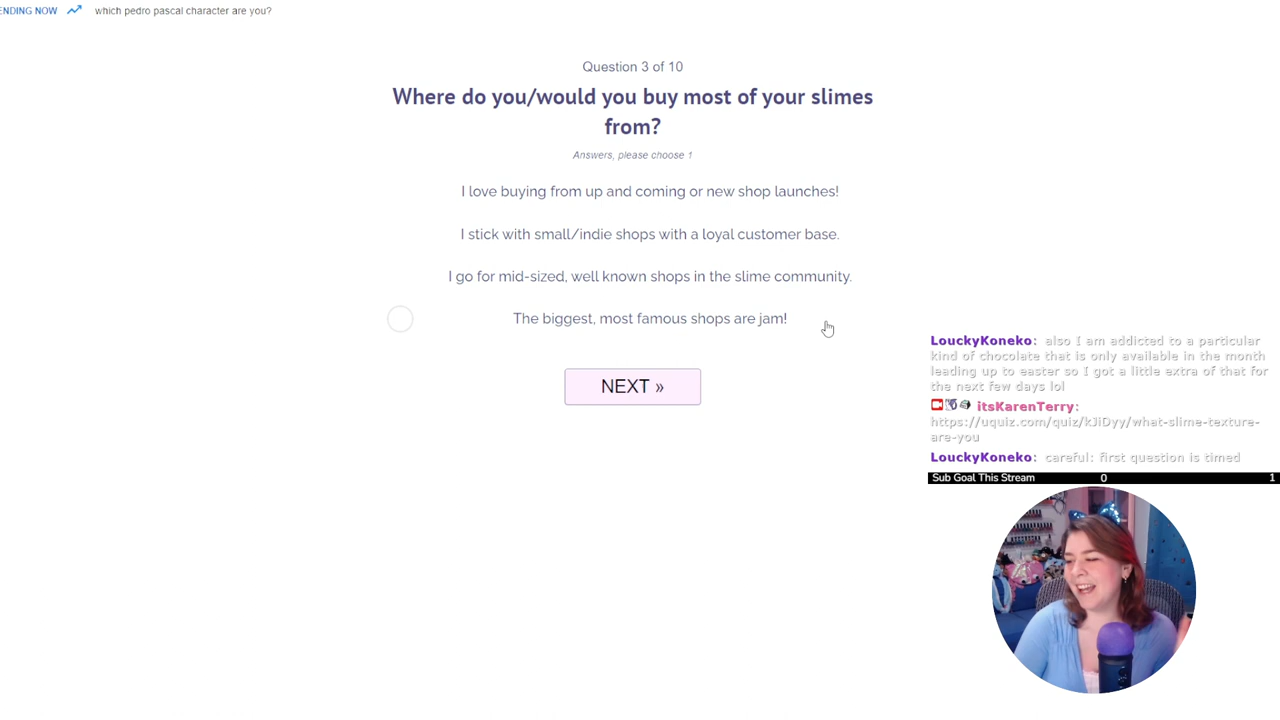 ENDING NOW which pedro pascal character are you?
Question 3 of 10
Where do you/would you buy most of your slimes
from?
Answers, please choose 1
I love buying from up and coming or new shop launches!
I stick with small/indie shops with a loyal customer base.
I go for mid-sized, well known shops in the slime community.
The biggest, most famous shops are jam!
NEXT »
LouckyKoneko: also I am addicted to a particular
kind of chocolate that is only available in the month
leading up to easter so I got a little extra of that for
the next few days lol
itsKarenTerry:
https://uquiz.com/quiz/kJiDyy/what-slime-texture-
are-you
LouckyKoneko: careful: first question is timed
Sub Goal This Stream 0 1